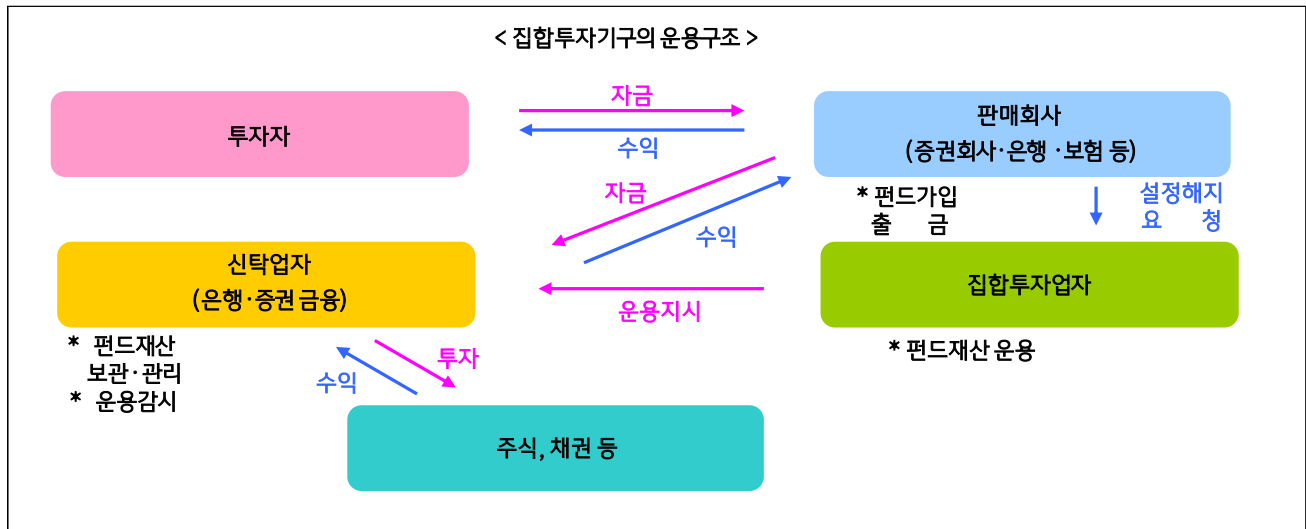 < 집합투자기구의 운용구조 >
투자자
자금
수익
판매회사
(증권회사·은행 ·보험 등)
자금
수익
* 펀드가입
출 금
설정해지
요 청
신탁업자
(은행·증권 금융)
운용지시
집합투자업자
* 펀드재산
보관·관리
* 운용감시
투자
수익
* 펀드재산 운용
주식, 채권 등